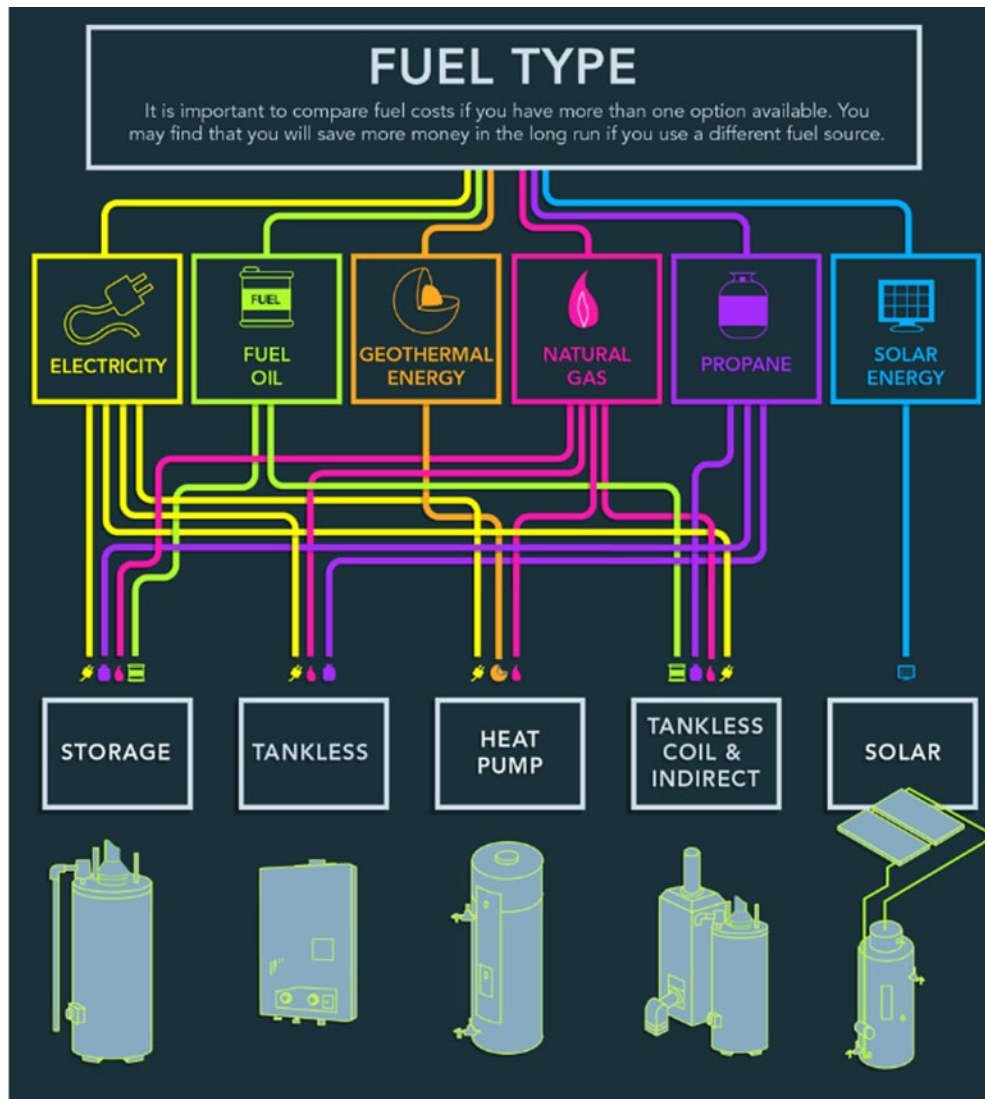 FUEL TYPE
It is important to compare fuel costs if you have more than one option available. You
may find that you will save more money in the long run if you use a different fuel source.
ELECTRICITY
FUEL
FUEL
OIL
GEOTHERMAL
ENERGY
NATURAL
GAS
PROPANE
SOLAR
ENERGY
STORAGE
TANKLESS
HEAT
PUMP
TANKLESS
COIL &
INDIRECT
SOLAR